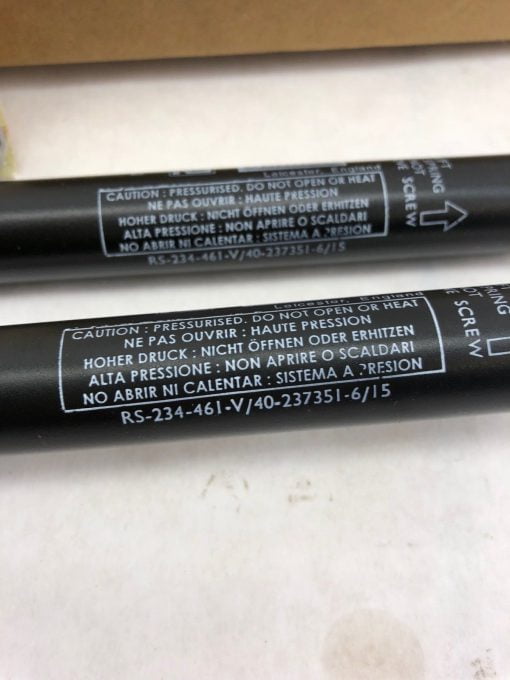 Leicester, England
CAUTION : PRESSURISED. DO NOT OPEN OR HEAT
NE PAS OUVRIR : HAUTE PRESSION
HOHER DRUCK : NICHT ÖFFNEN ODER ERHITZEN
ALTA PRESSIONE : NON APRIRE O SCALDARI
NO ABRIR NI CALENTAR : SISTEMA A PRESION
RS-234-461-V/40-237351-6/15
SCREW
Leicester, England
CAUTION : PRESSURISED. DO NOT OPEN OR HEAT
NE PAS OUVRIR : HAUTE PRESSION
HOHER DRUCK : NICHT ÖFFNEN ODER ERHITZEN
ALTA PRESSIONE : NON APRIRE O SCALDARI
NO ABRIR NI CALENTAR : SISTEMA A PRESION
RS-234-461-V/40-237351-6/15
SCREW